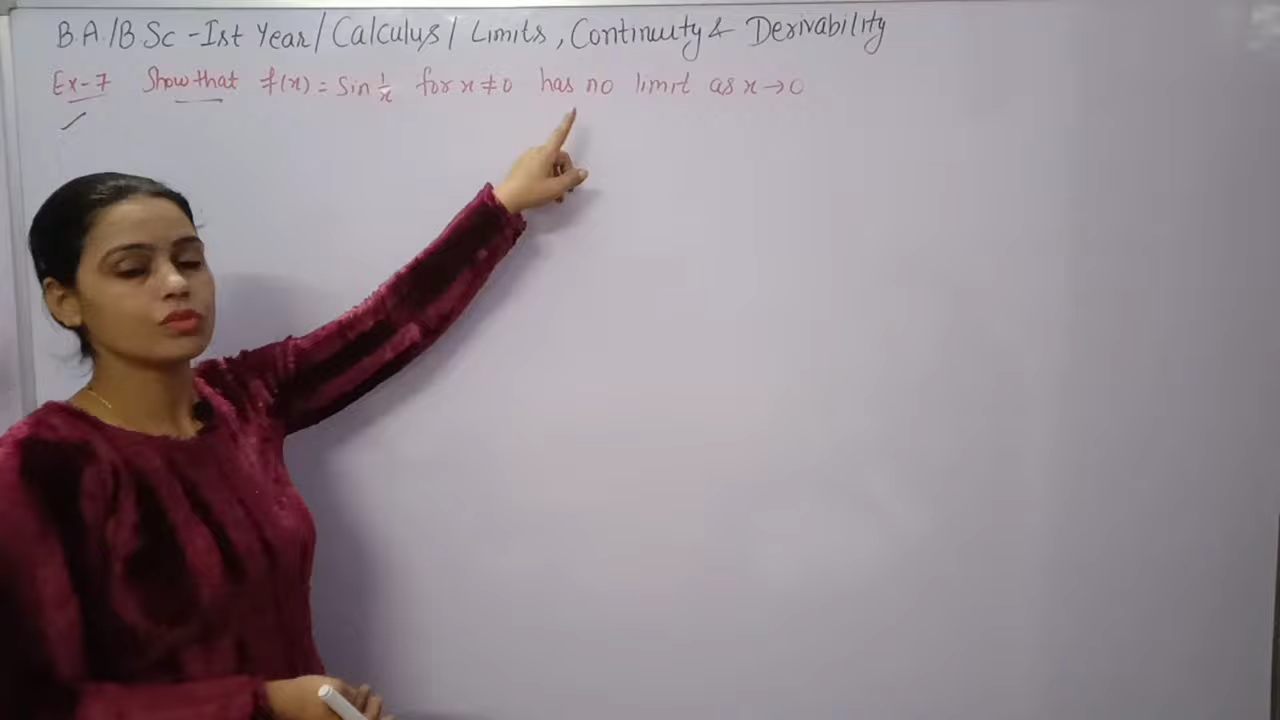 B.A./B.Sc - Ist Year / Calculus / Limits, Continuity & Derivability
Ex-7 Show that f(x) = Sin 1/x for x ≠ 0 has no limit as x → 0